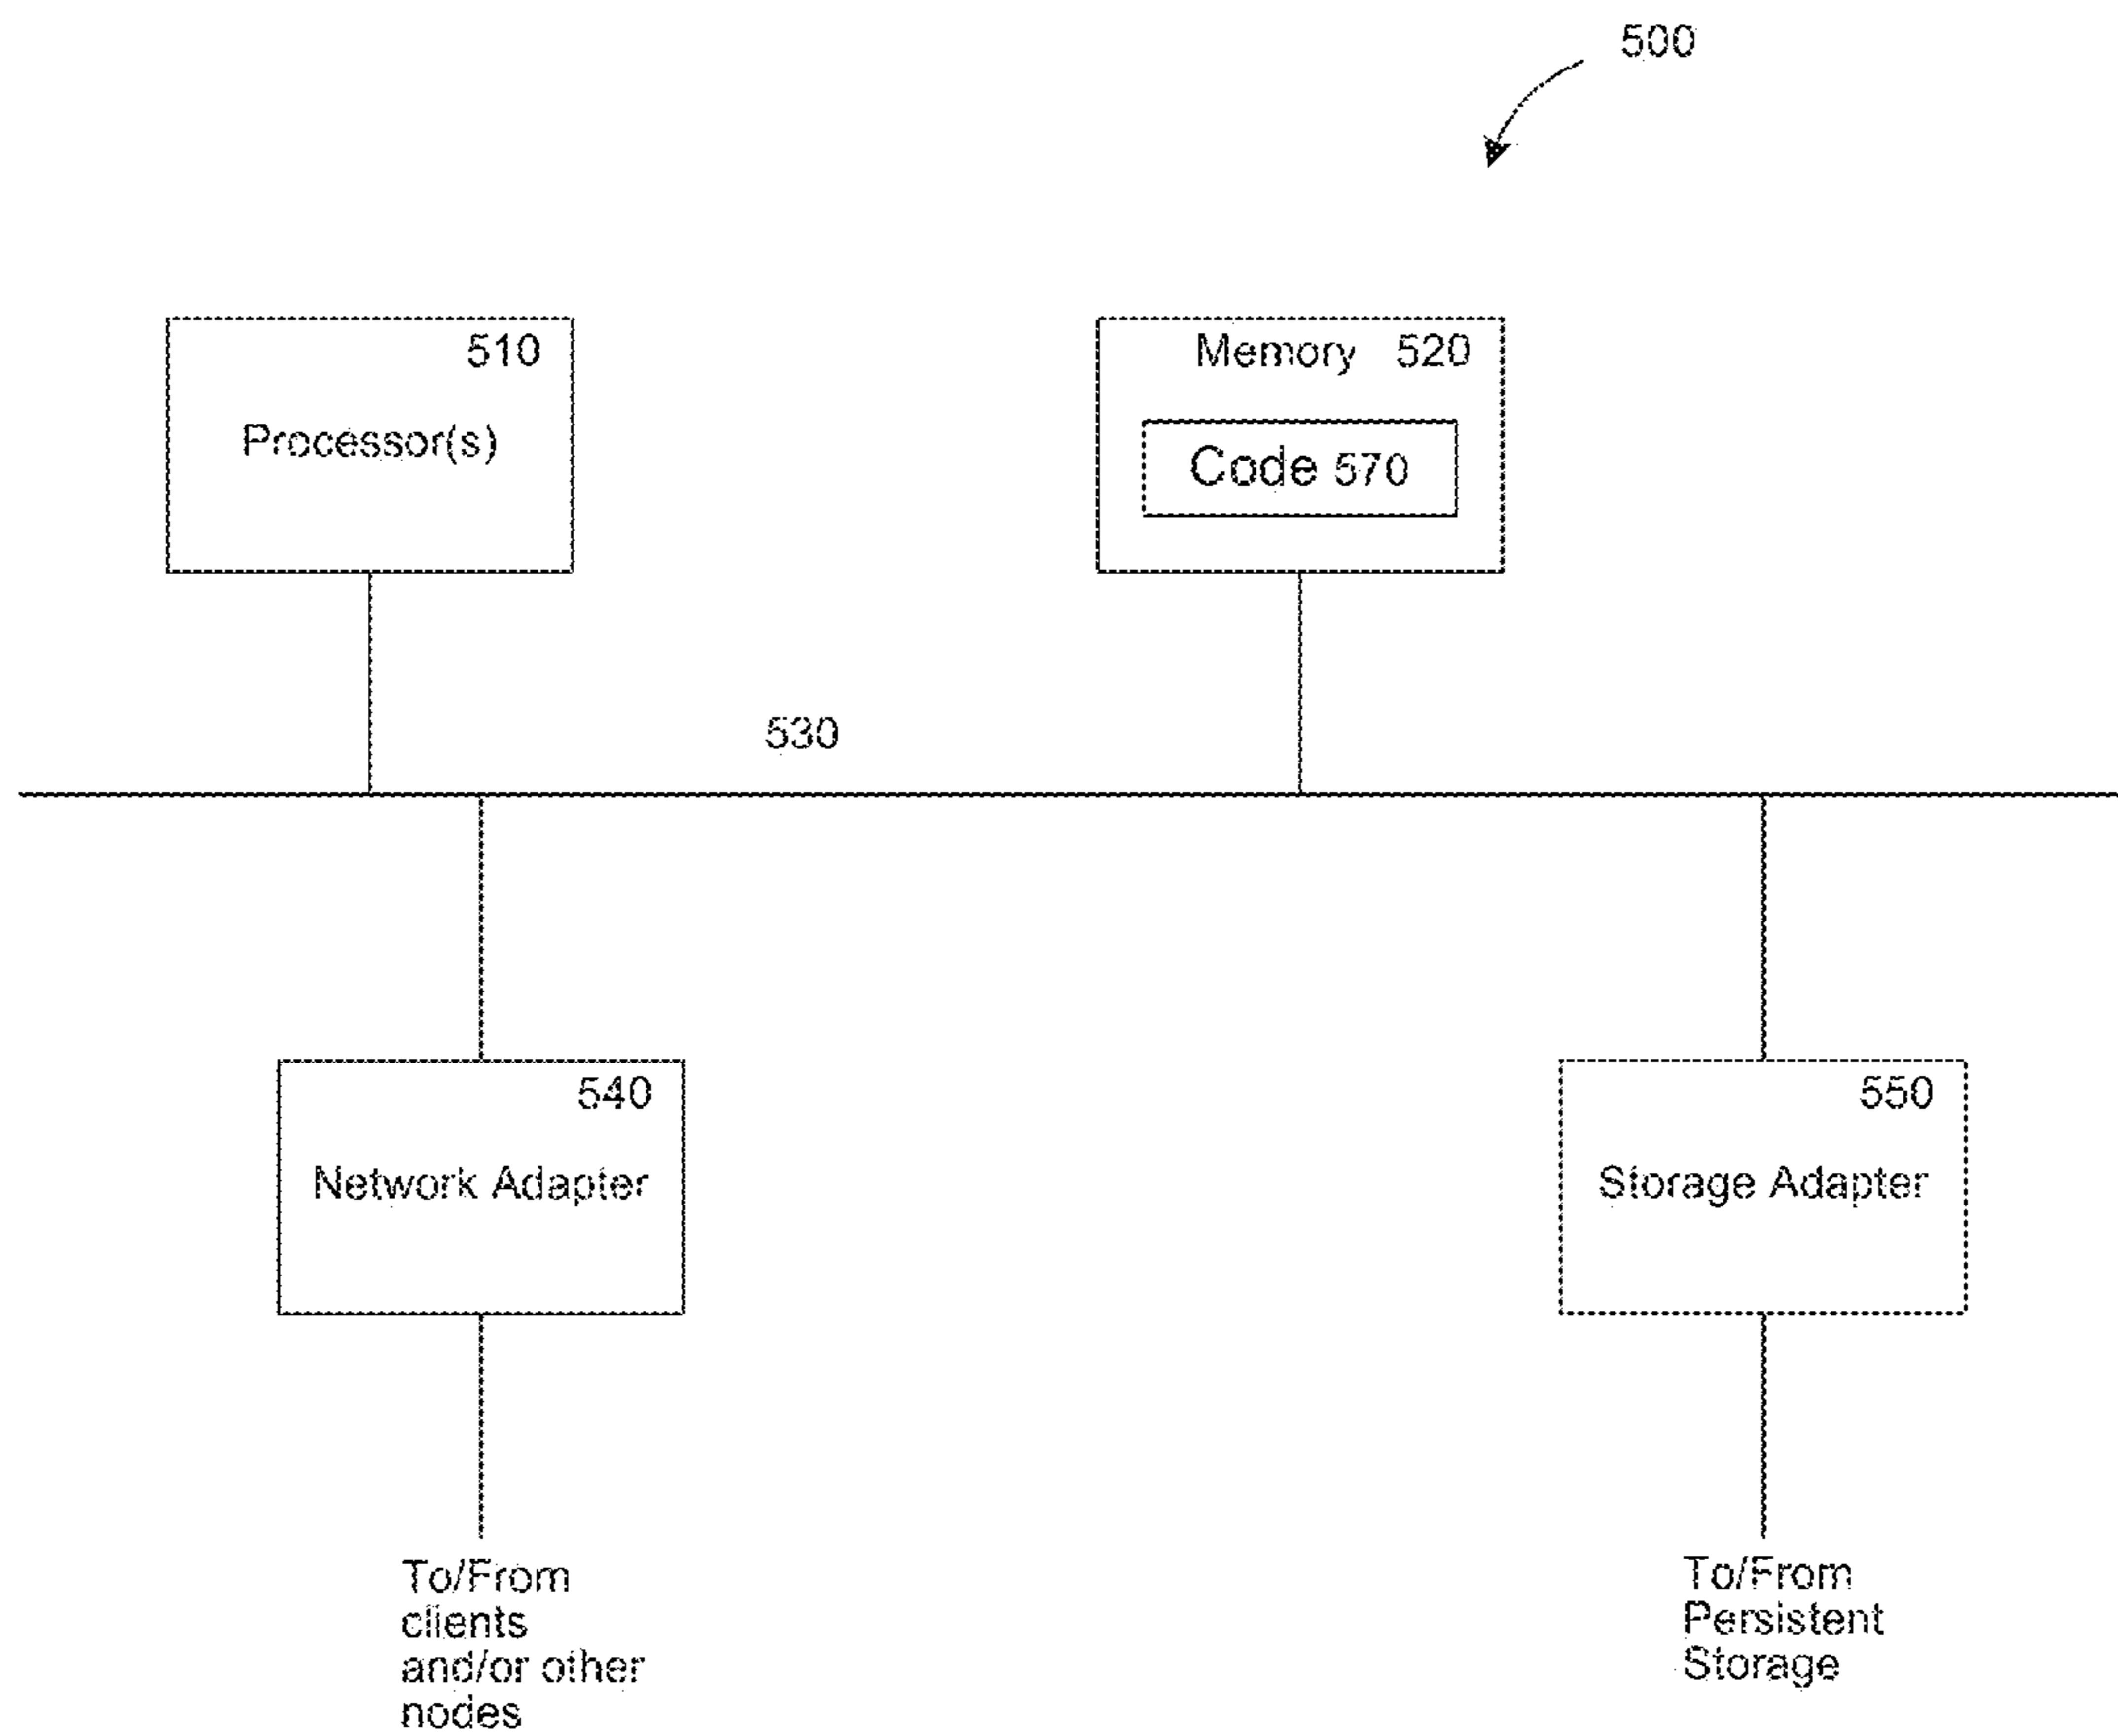 500
510
Processor(s)
Memory 520
Code 570
530
540
Network Adapter
550
Storage Adapter
To/From
clients
and/or other
nodes
To/From
Persistent
Storage